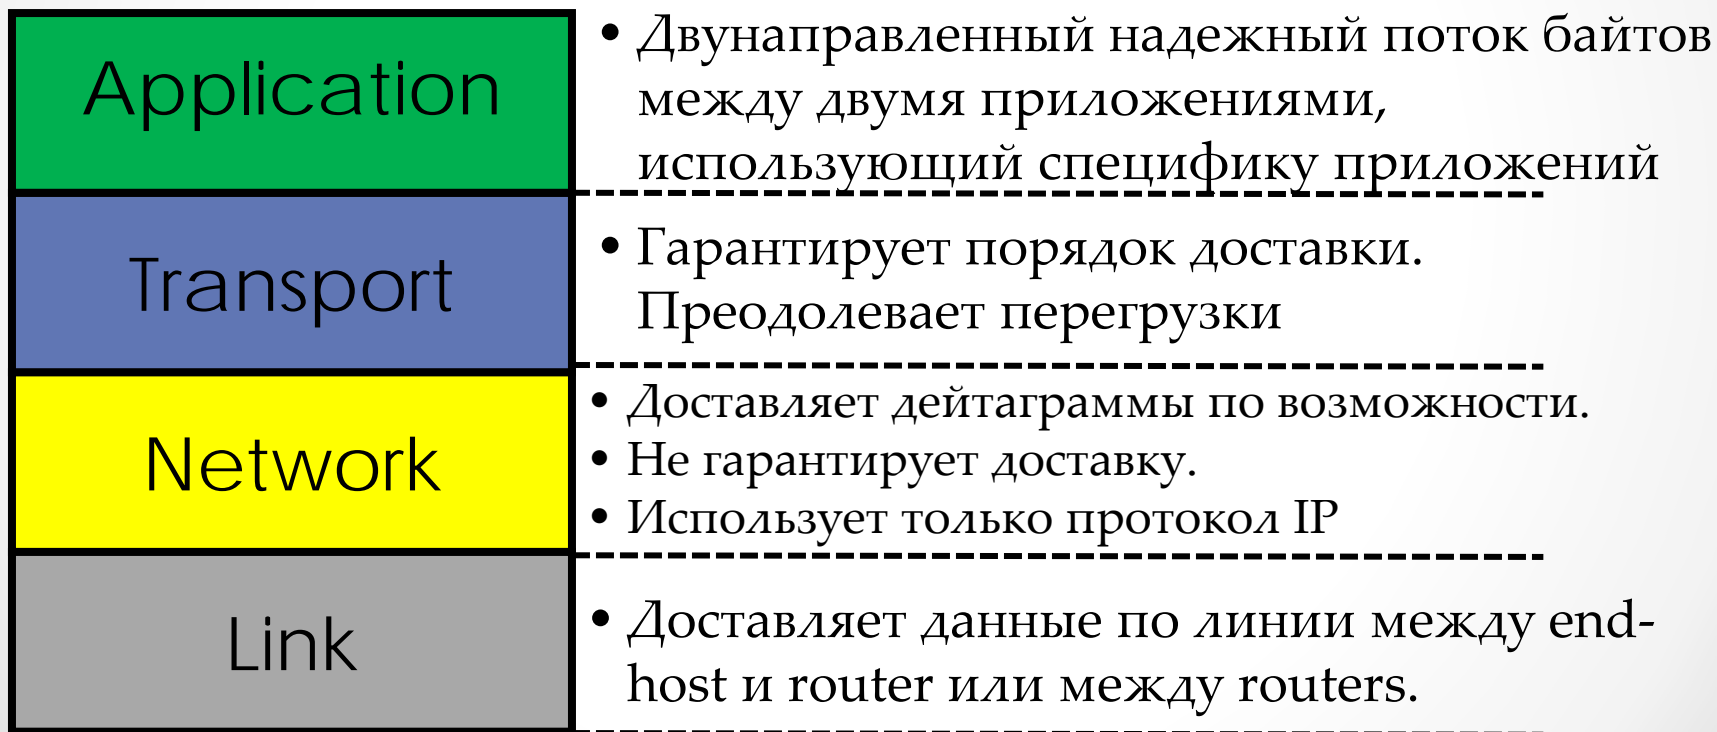 Application
• Двунаправленный надежный поток байтов
между двумя приложениями,
использующий специфику приложений
Transport
• Гарантирует порядок доставки.
Преодолевает перегрузки
Network
• Доставляет дейтаграммы по возможности.
• Не гарантирует доставку.
• Использует только протокол IP
Link
• Доставляет данные по линии между end-
host и router или между routers.